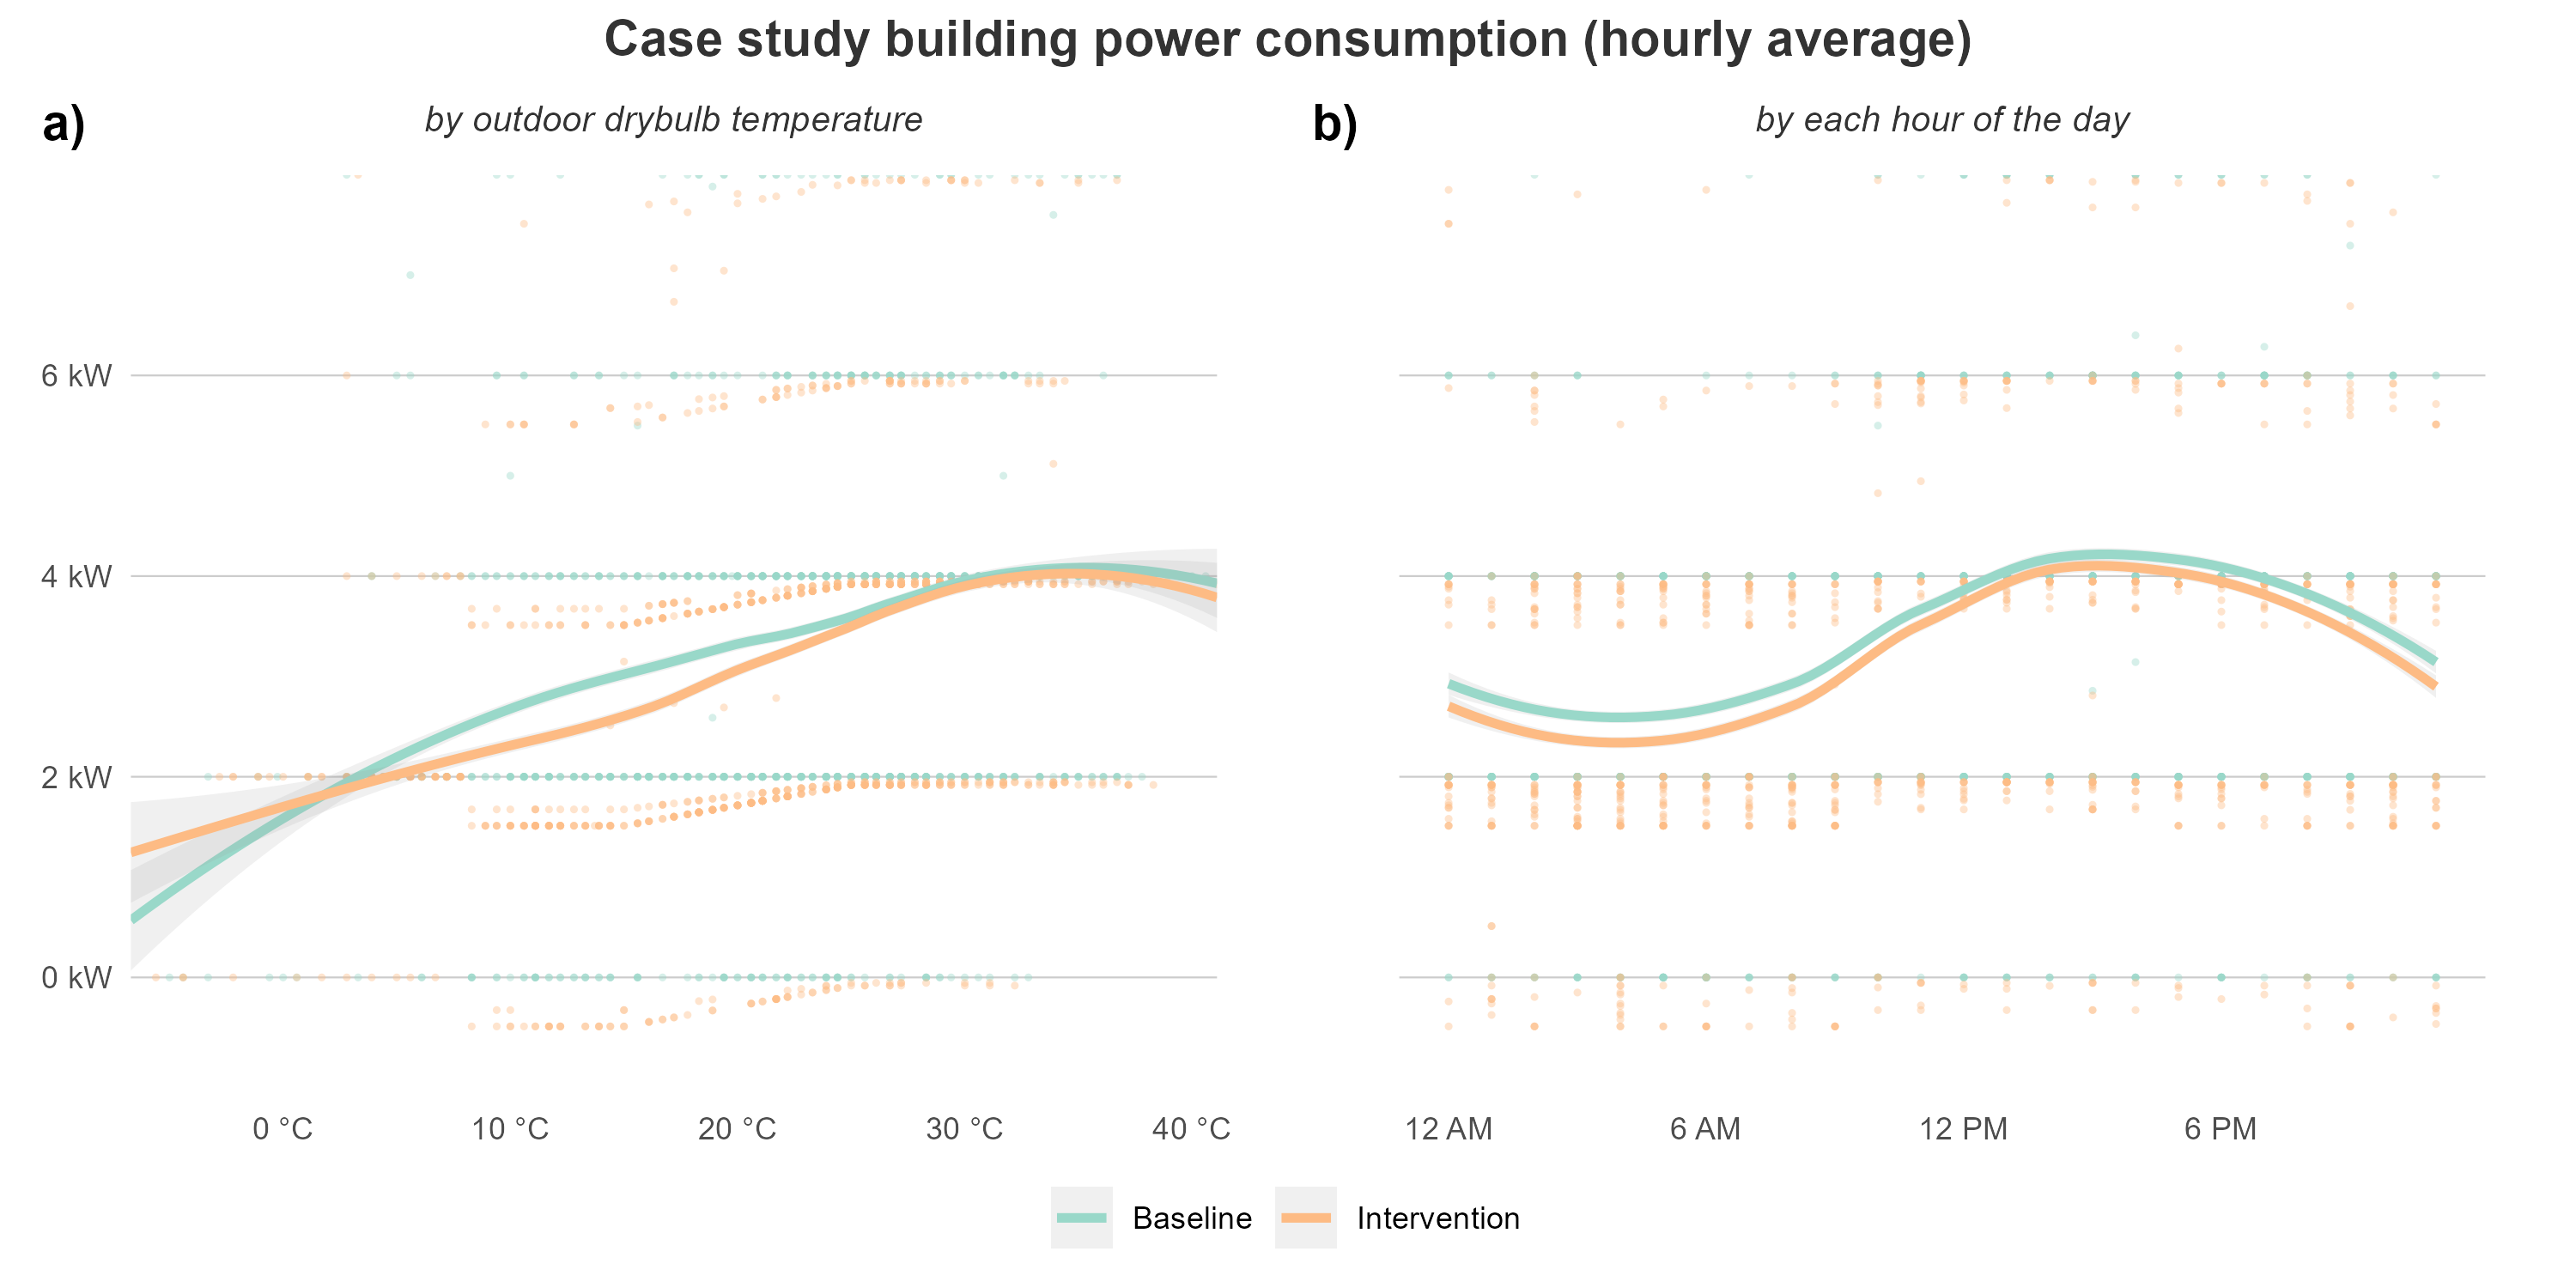 Case study building power consumption (hourly average)
a)
by outdoor drybulb temperature
b)
by each hour of the day
6 kW
4 kW
2 kW
0 kW
0 °C 10 °C 20 °C 30 °C 40 °C
12 AM 6 AM 12 PM 6 PM
Baseline Intervention